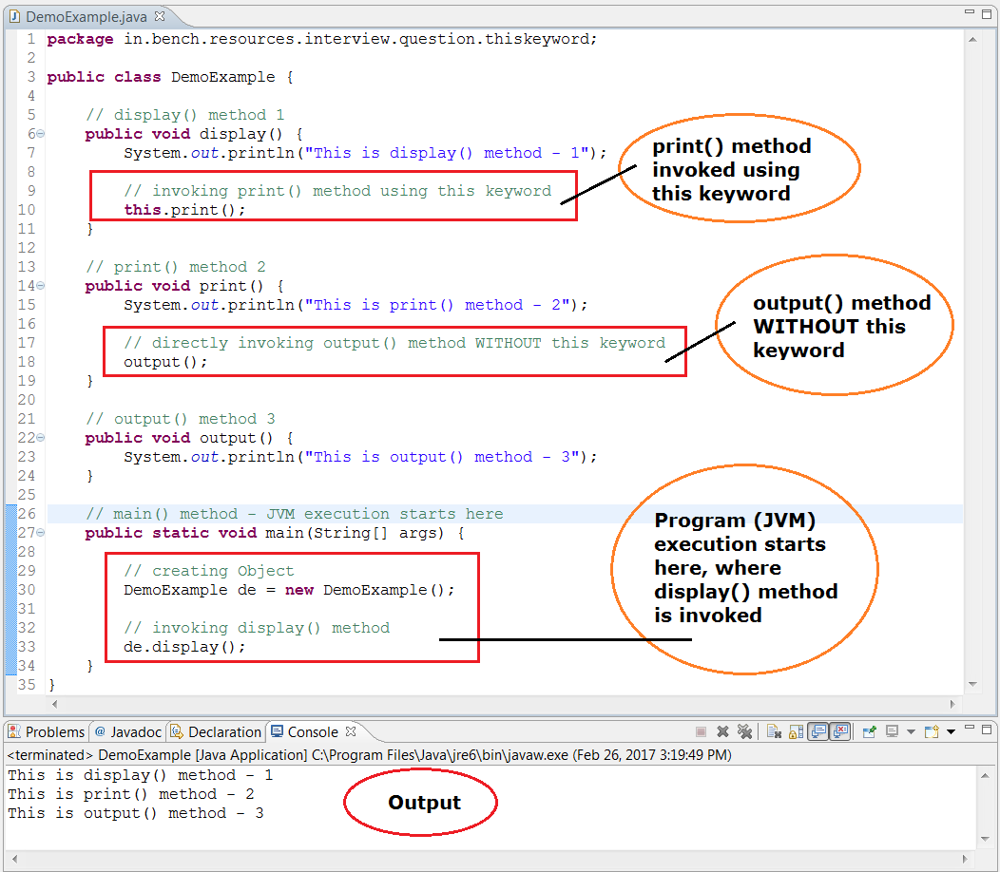 DemoExample.java
1 package in.bench.resources.interview.question.thiskeyword;
2
3 public class DemoExample {
4
5 // display() method 1
6 public void display() {
7 System.out.println("This is display() method - 1");
8
9 // invoking print() method using this keyword
10 this.print();
11 }
12
13 // print() method 2
14 public void print() {
15 System.out.println("This is print() method - 2");
16
17 // directly invoking output() method WITHOUT this keyword
18 output();
19 }
20
21 // output() method 3
22 public void output() {
23 System.out.println("This is output() method - 3");
24 }
25
26 // main() method - JVM execution starts here
27 public static void main(String[] args) {
28
29 // creating Object
30 DemoExample de = new DemoExample();
31
32 // invoking display() method
33 de.display();
34 }
35 }
print() method
invoked using
this keyword
output() method
WITHOUT this
keyword
Program (JVM)
execution starts
here, where
display() method
is invoked
Problems @ Javadoc Declaration Console
<terminated> DemoExample [Java Application] C:\Program Files\Java\jre6\bin\javaw.exe (Feb 26, 2017 3:19:49 PM)
This is display() method - 1
This is print() method - 2
This is output() method - 3
Output